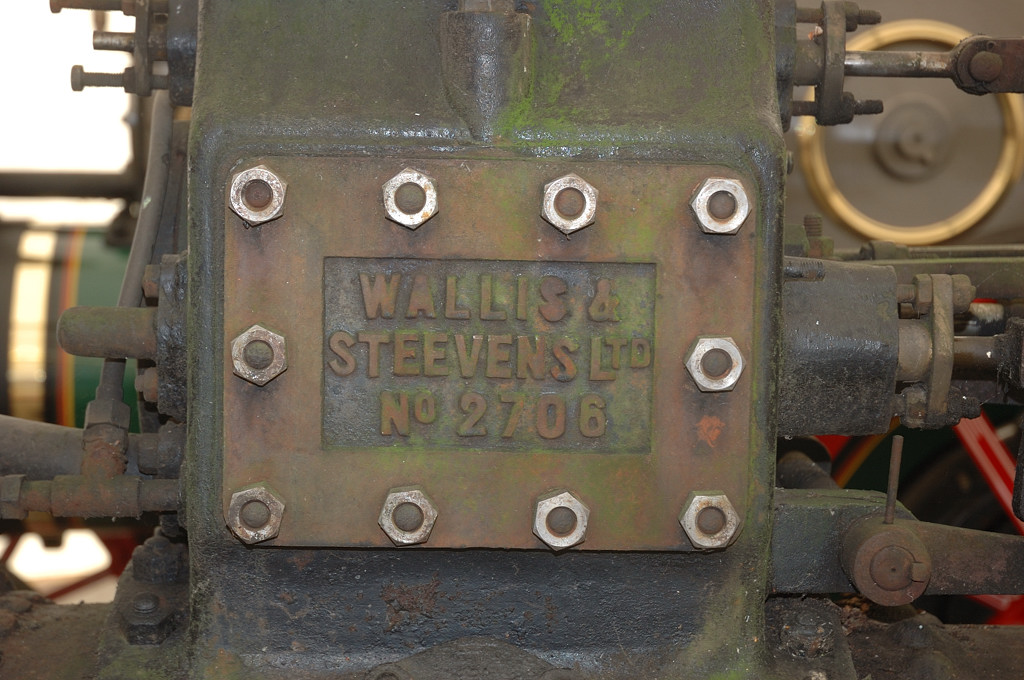 WALLIS &
STEEVENS LTD
No 2706